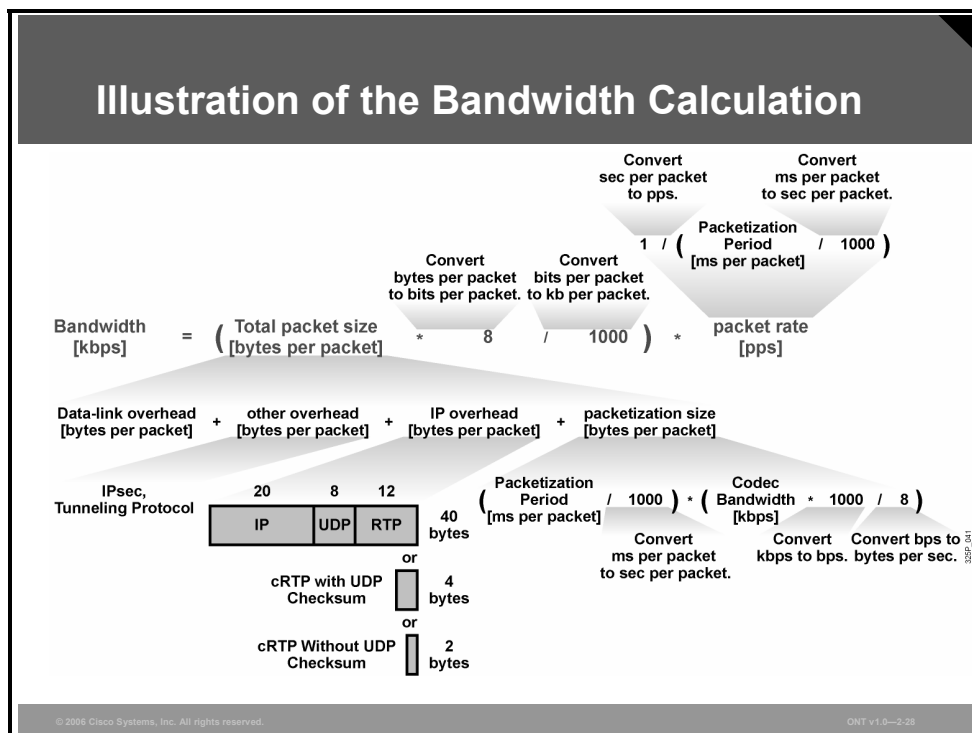 Illustration of the Bandwidth Calculation
Convert
sec per packet
to pps.
Convert
ms per packet
to sec per packet.
1 / ( Packetization
Period
[ms per packet] / 1000 )
Convert
bytes per packet
to bits per packet.
Convert
bits per packet
to kb per packet.
Bandwidth
[kbps]
= ( Total packet size
[bytes per packet] * 8 / 1000 ) * packet rate
[pps]
Data-link overhead
[bytes per packet]
+ other overhead
[bytes per packet]
+ IP overhead
[bytes per packet]
+ packetization size
[bytes per packet]
IPsec,
Tunneling Protocol
20 8 12
IP UDP RTP
40
bytes
or
cRTP with UDP
Checksum
4
bytes
or
cRTP Without UDP
Checksum
2
bytes
( Packetization
Period
[ms per packet] / 1000 ) * ( Codec
Bandwidth
[kbps] * 1000 / 8 )
Convert
ms per packet
to sec per packet.
Convert
kbps to bps.
Convert bps to
bytes per sec.
325P_041
© 2006 Cisco Systems, Inc. All rights reserved.
ONT v1.0—2-28